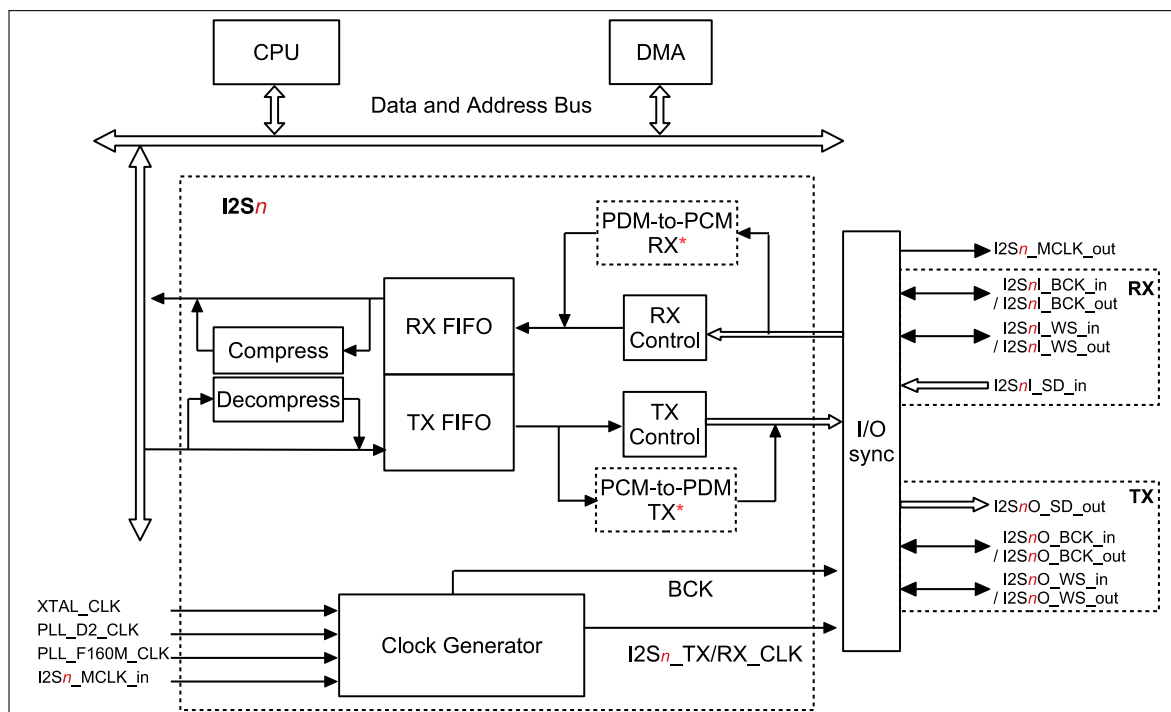 CPU
DMA
Data and Address Bus
I2Sn
PDM-to-PCM
RX*
I2Sn_MCLK_out
I2SnI_BCK_in
/ I2SnI_BCK_out
RX
RX FIFO
RX
Control
I2SnI_WS_in
/ I2SnI_WS_out
Compress
I2SnI_SD_in
Decompress
TX FIFO
TX
Control
I/O
sync
PCM-to-PDM
TX*
TX
I2SnO_SD_out
I2SnO_BCK_in
/ I2SnO_BCK_out
BCK
I2SnO_WS_in
/ I2SnO_WS_out
XTAL_CLK
PLL_D2_CLK
PLL_F160M_CLK
I2Sn_MCLK_in
Clock Generator
I2Sn_TX/RX_CLK